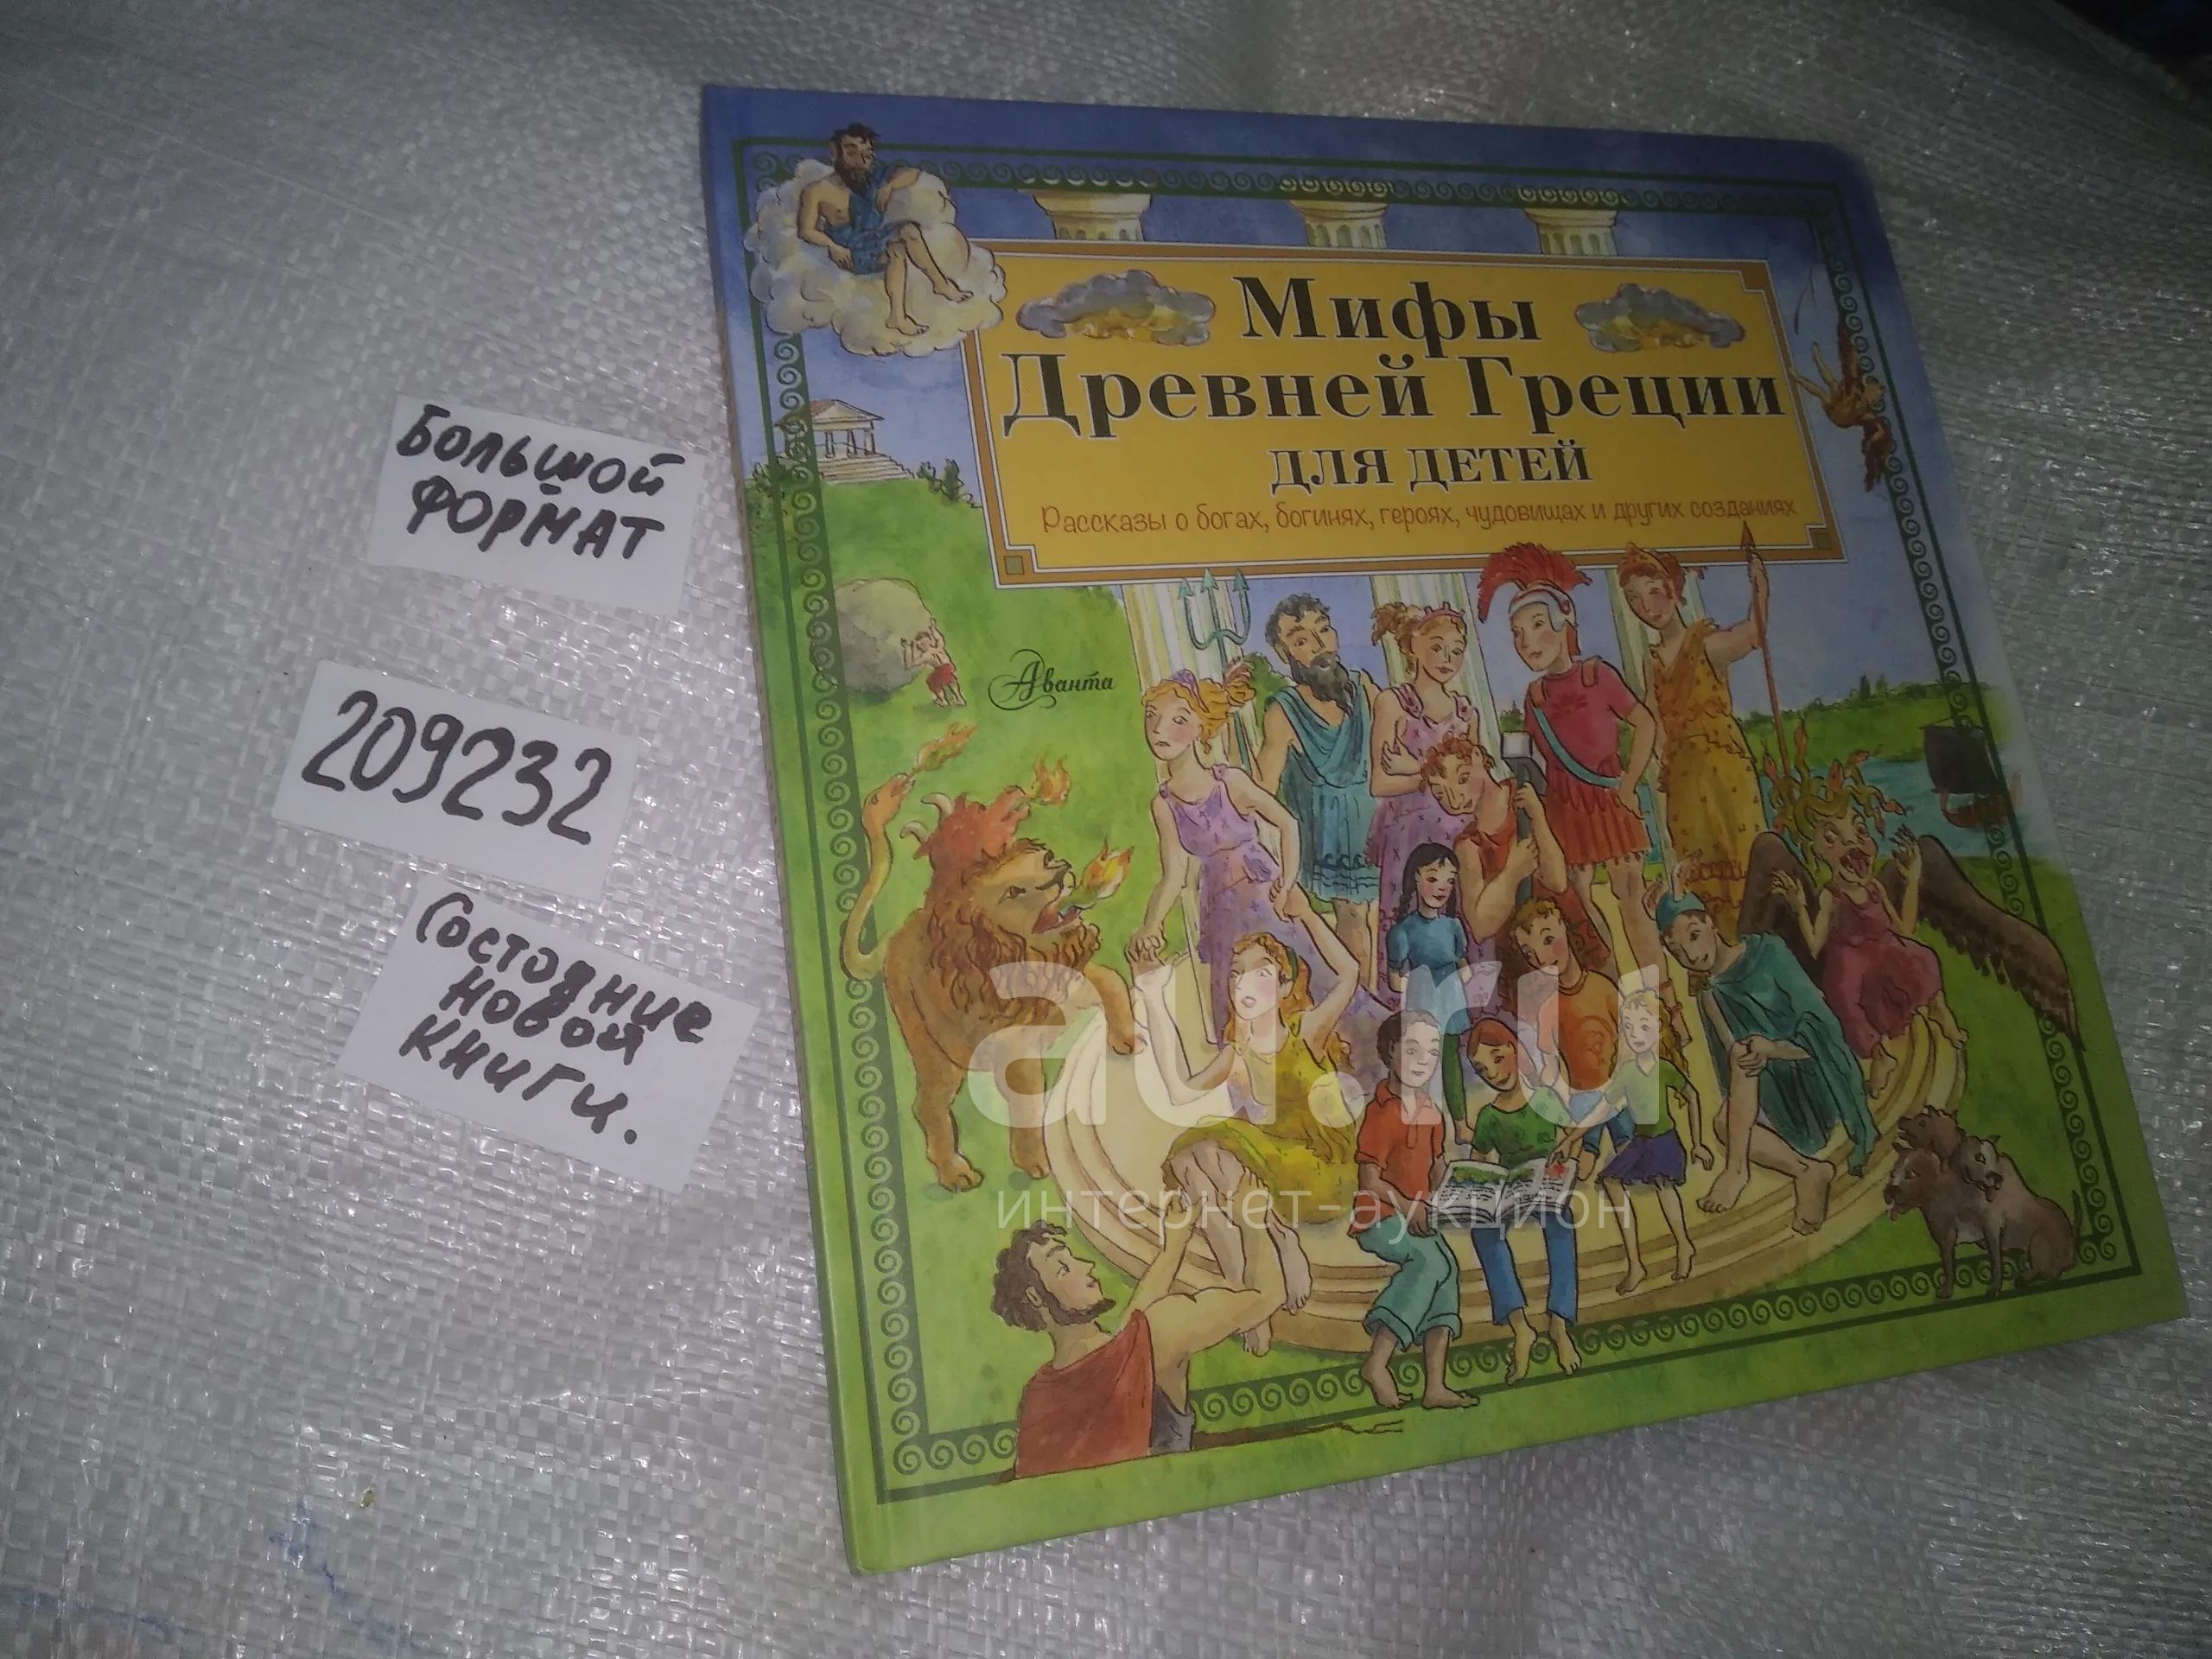 Большой
формат
209232
Состояние
новой
книги.
Мифы
Древней Греции
для детей
Рассказы о богах, богинях, героях, чудовищах и других созданиях
Аванта
au.ru
интернет-аукцион